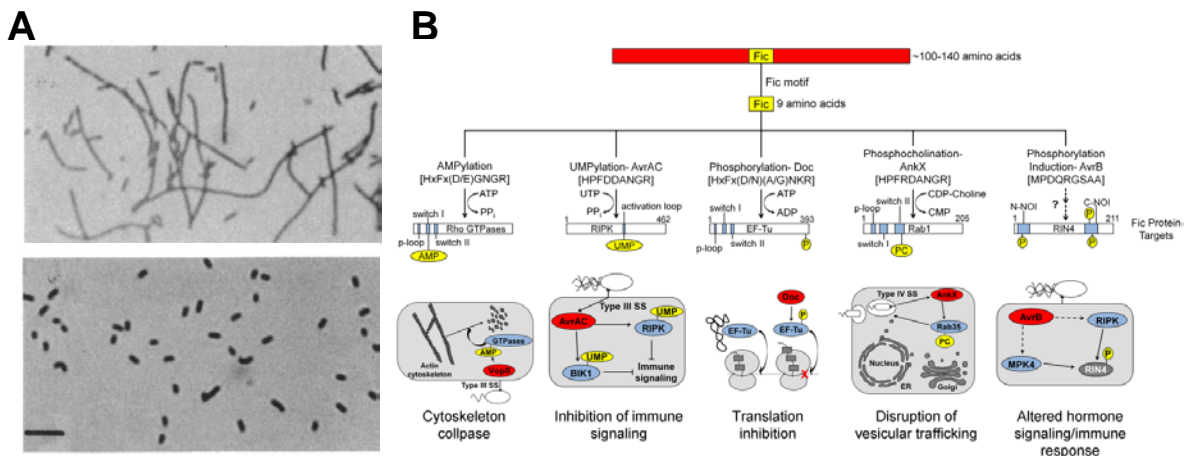 A
B
Fic
~100-140 amino acids
Fic motif
Fic
9 amino acids
AMPylation
[HxFx(D/E)GNGR]
ATP
PPi
switch I
Rho GTPases
p-loop
switch II
AMP
UMPylation- AvrAC
[HPFDDANGR]
UTP
PPi
activation loop
1
462
RIPK
UMP
Phosphorylation- Doc
[HxFx(D/N)(A/G)NKR]
ATP
ADP
switch I
1
393
EF-Tu
p-loop
switch II
P
Phosphocholination-
AnkX
[HPFRDANGR]
CDP-Choline
CMP
switch II
p-loop
1
205
Rab1
switch I
PC
Phosphorylation
Induction- AvrB
[MPDQRGSAA]
?
C-NOI
N-NOI
P
1
211
RIN4
P
P
Fic Protein
Targets
Actin
cytoskeleton
GTPases
AMP
VopS
Type III SS
Cytoskeleton
collpase
Type III SS
AvrAC
UMP
RIPK
UMP
BIK1
Immune
signaling
Inhibition of immune
signaling
Doc
P
EF-Tu
EF-Tu
X
Translation
inhibition
Type IV SS
AnkX
Rab35
PC
Nucleus
ER
Golgi
Disruption of
vesicular trafficking
AvrB
RIPK
P
MPK4
RIN4
Altered hormone
signaling/immune
response